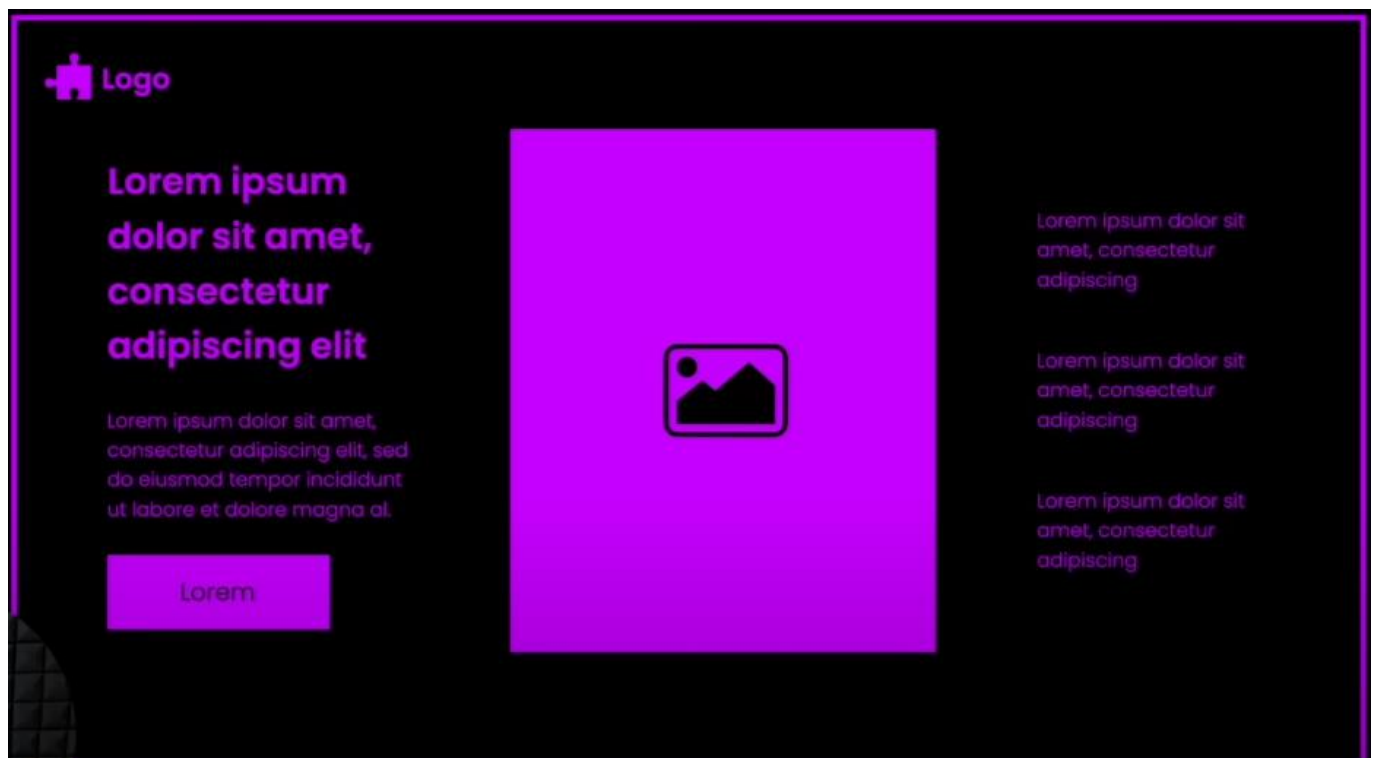 Logo
Lorem ipsum
dolor sit amet,
consectetur
adipiscing elit
Lorem ipsum dolor sit amet,
consectetur adipiscing elit, sed
do eiusmod tempor incididunt
ut labore et dolore magna al.
Lorem
Lorem ipsum dolor sit
amet, consectetur
adipiscing
Lorem ipsum dolor sit
amet, consectetur
adipiscing
Lorem ipsum dolor sit
amet, consectetur
adipiscing